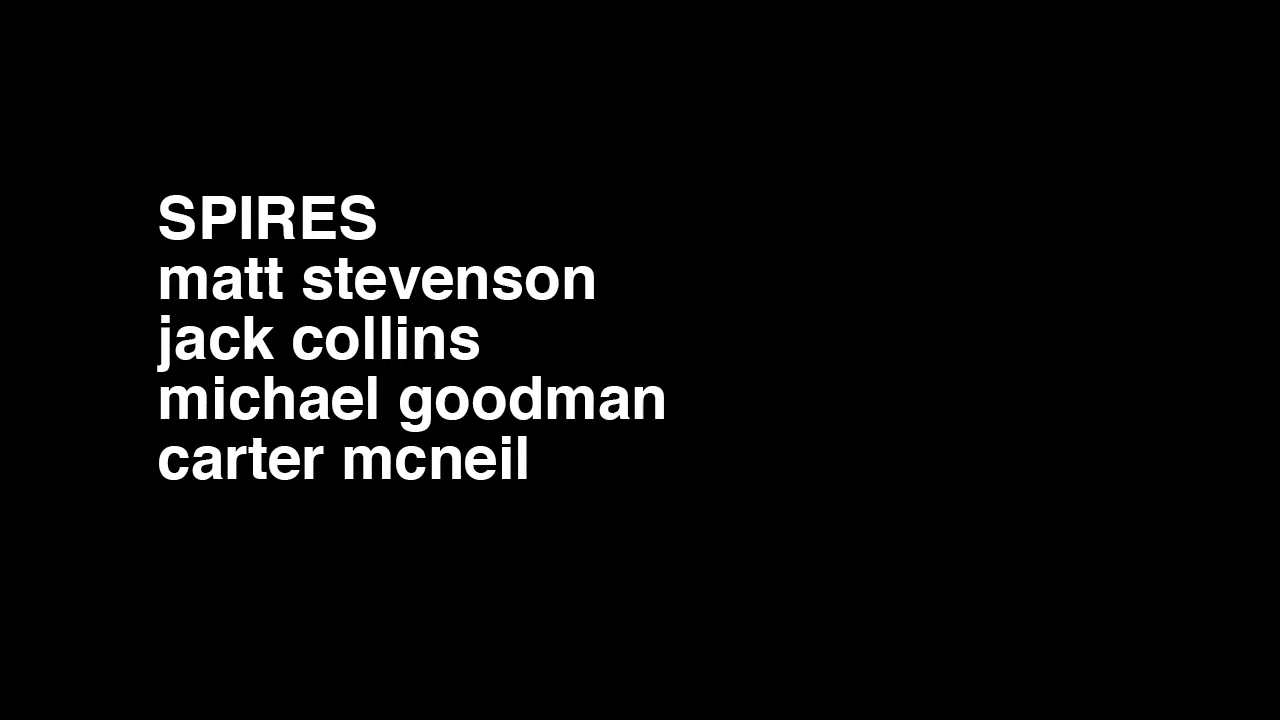 SPIRES
matt stevenson
jack collins
michael goodman
carter mcneil